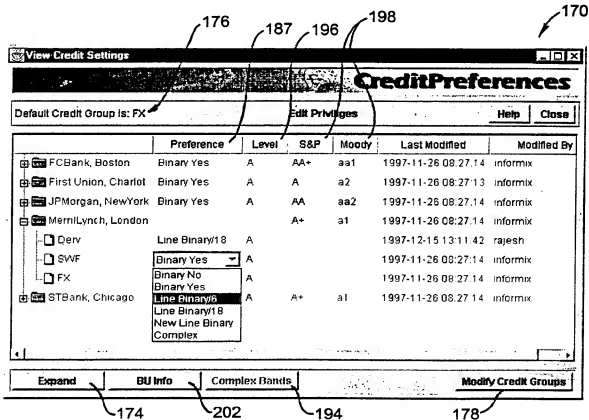 176
187
196
198
170
View Credit Settings
CreditPreferences
Default Credit Group Is: FX Edit Privileges Help Close
Preference Level S&P Moody Last Modified Modified By
FCBank, Boston Binary Yes A AA+ aa1 1997-11-26 08:27:14 informix
First Union, Charlot Binary Yes A A a2 1997-11-26 08:27:13 informix
JPMorgan, NewYork Binary Yes A AA aa2 1997-11-26 08:27:14 informix
MerrilLynch, London A+ a1 1997-11-26 08:27:14 informix
Derv Line Binary/18 A 1997-12-15 13:11:42 rajesh
SWF Binary Yes A 1997-11-26 08:27:14 informix
FX A 1997-11-26 08:27:14 informix
Binary No
Binary Yes
Line Binary/6
Line Binary/18
New Line Binary
Complex
STBank, Chicago A A+ a1 1997-11-26 08:27:14 informix
Expand BU Info Complex Bands Modify Credit Groups
174
202
194
178